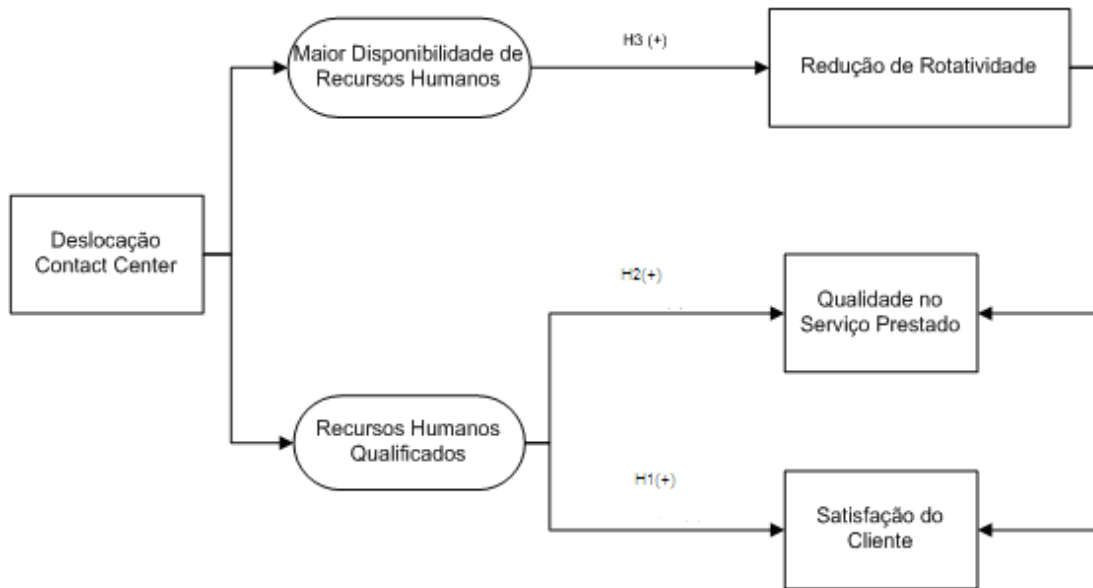 Maior Disponibilidade de
Recursos Humanos
H3 (+)
Redução de Rotatividade
Deslocação
Contact Center
H2(+)
Qualidade no
Serviço Prestado
Recursos Humanos
Qualificados
H1(+)
Satisfação do
Cliente